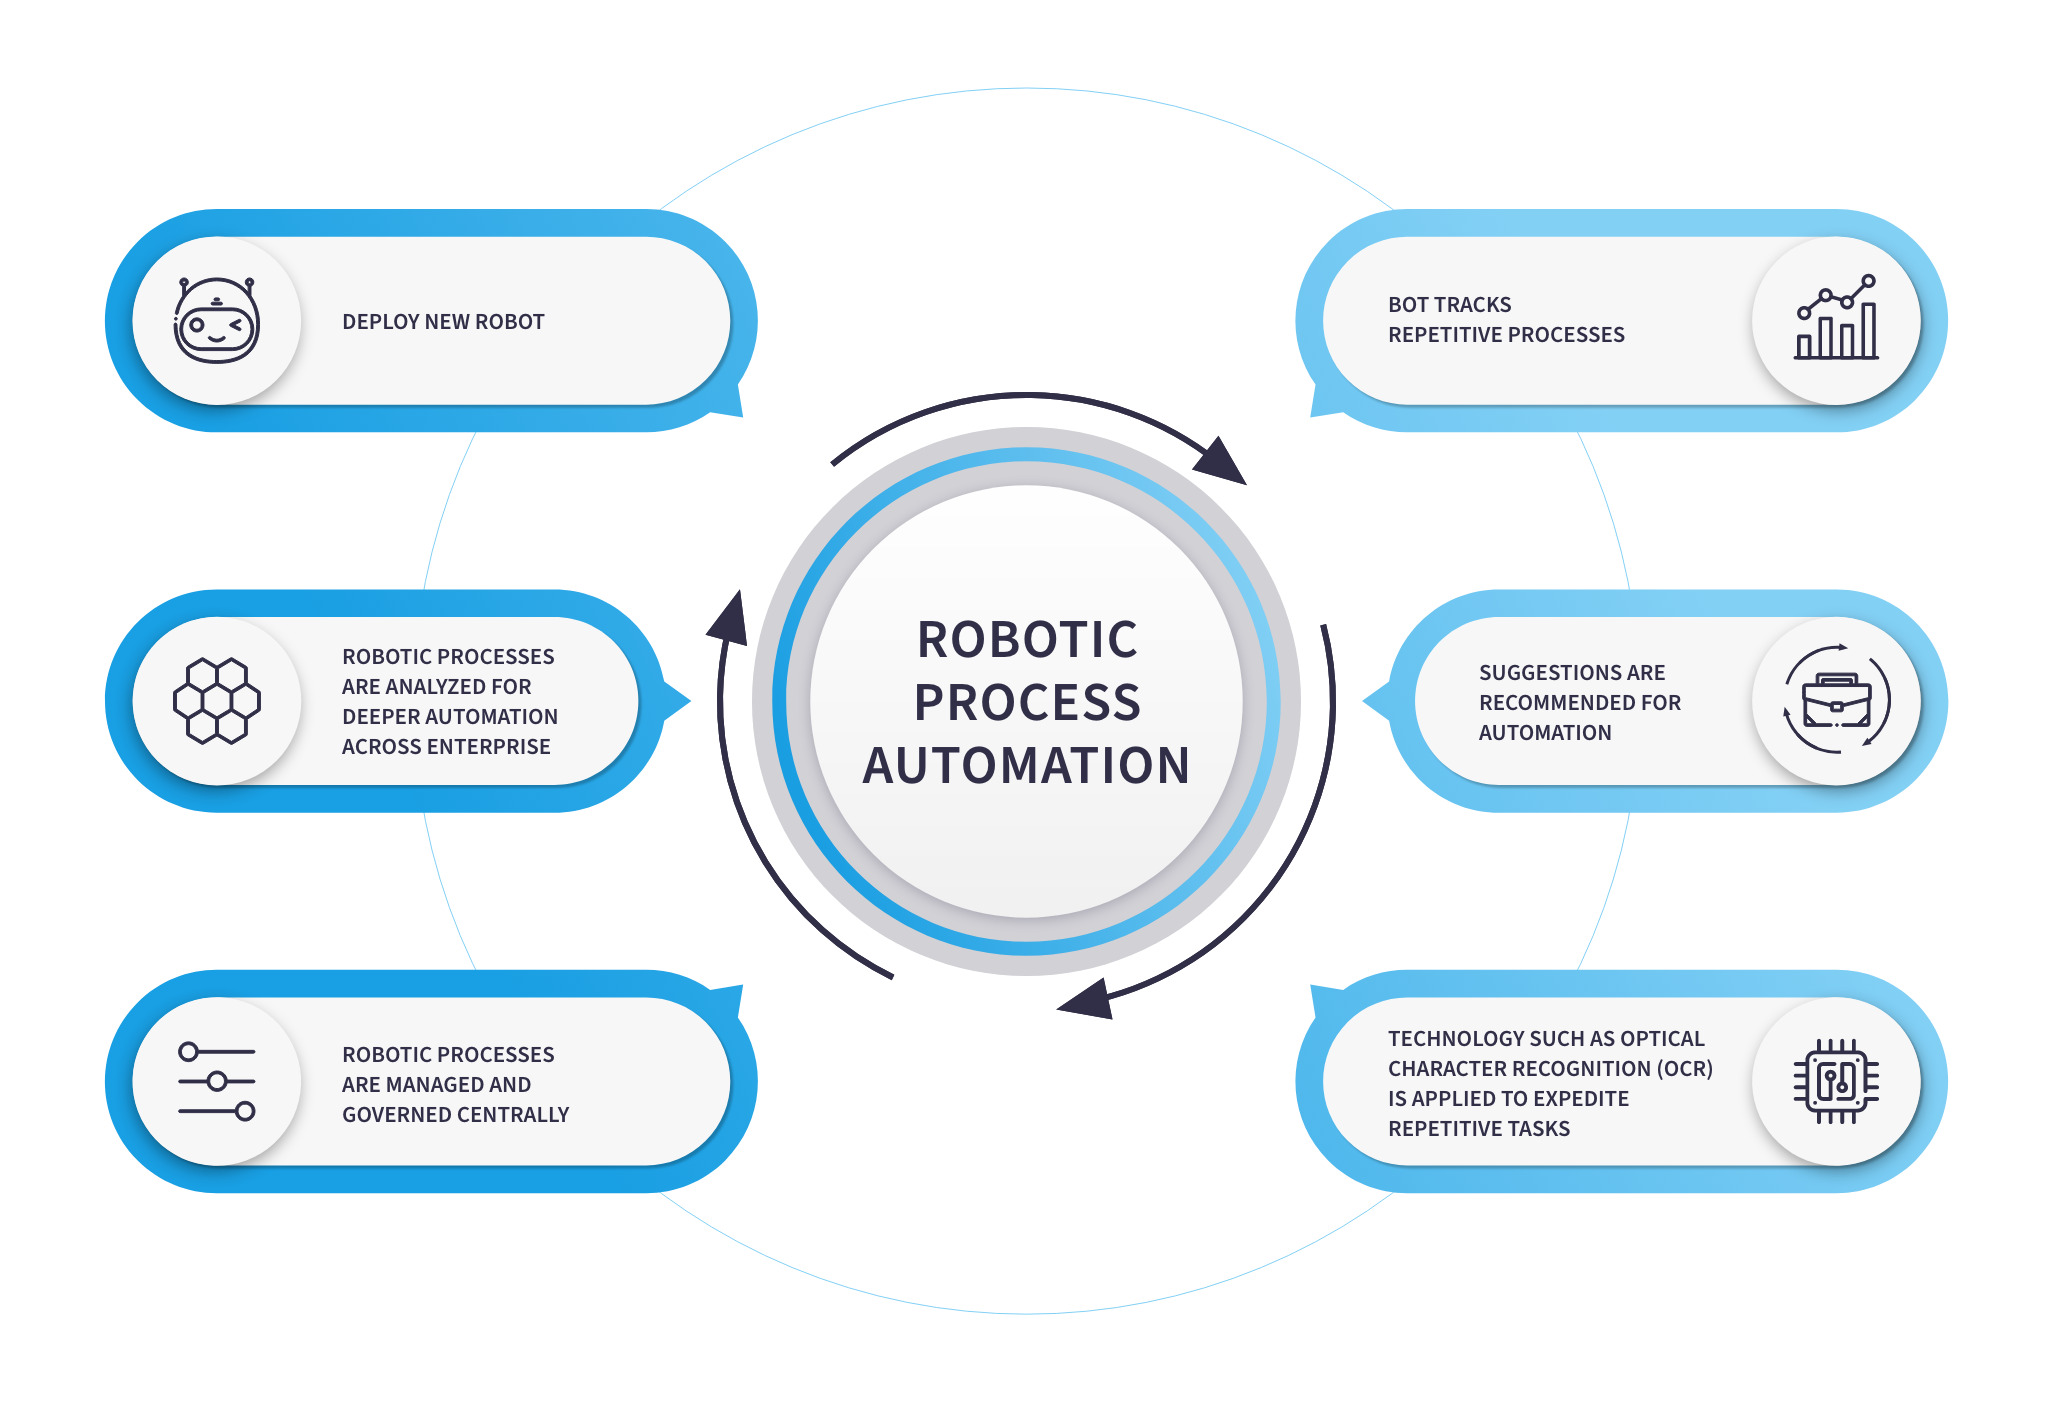 DEPLOY NEW ROBOT
BOT TRACKS
REPETITIVE PROCESSES
ROBOTIC PROCESSES
ARE ANALYZED FOR
DEEPER AUTOMATION
ACROSS ENTERPRISE
ROBOTIC
PROCESS
AUTOMATION
SUGGESTIONS ARE
RECOMMENDED FOR
AUTOMATION
ROBOTIC PROCESSES
ARE MANAGED AND
GOVERNED CENTRALLY
TECHNOLOGY SUCH AS OPTICAL
CHARACTER RECOGNITION (OCR)
IS APPLIED TO EXPEDITE
REPETITIVE TASKS